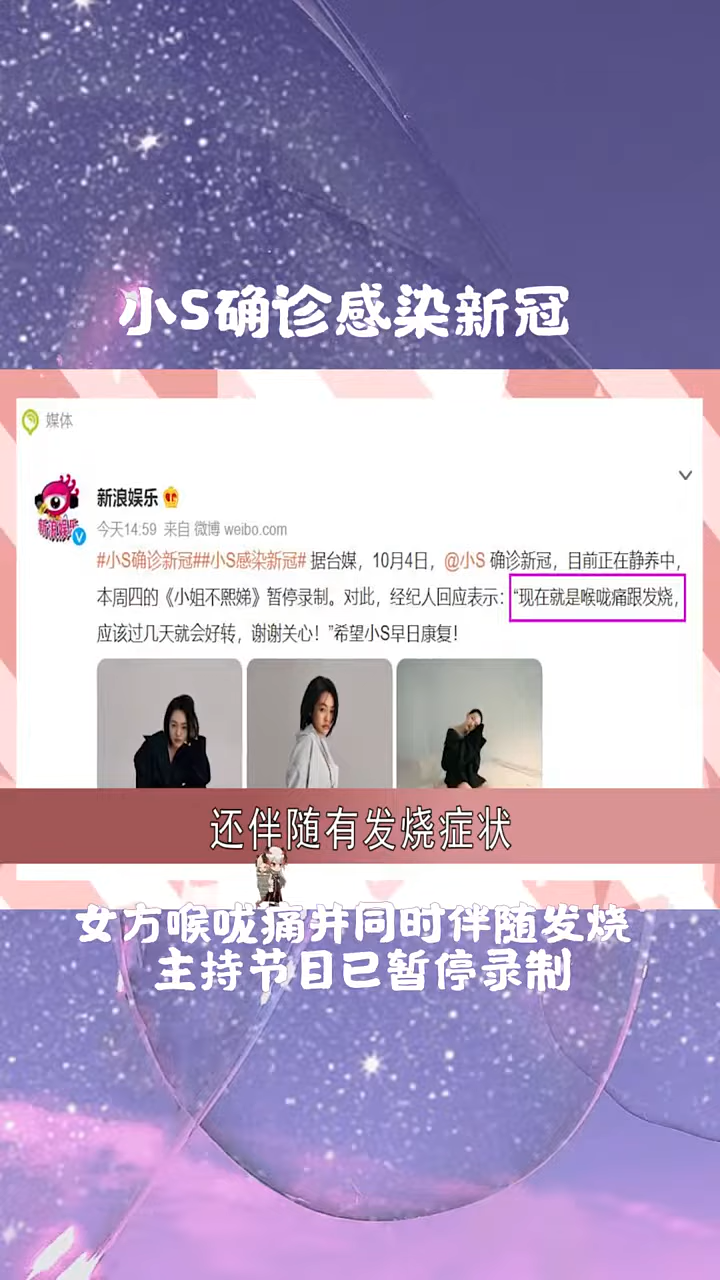 小S确诊感染新冠
媒体
新浪娱乐
新浪娱乐
今天14:59 来自 微博 weibo.com
#小S确诊新冠##小S感染新冠# 据台媒，10月4日，@小S 确诊新冠，目前正在静养中，
本周四的《小姐不熙娣》暂停录制。对此，经纪人回应表示：“现在就是喉咙痛跟发烧，
应该过几天就会好转，谢谢关心！”希望小S早日康复！
还伴随有发烧症状
女方喉咙痛并同时伴随发烧
主持节目已暂停录制